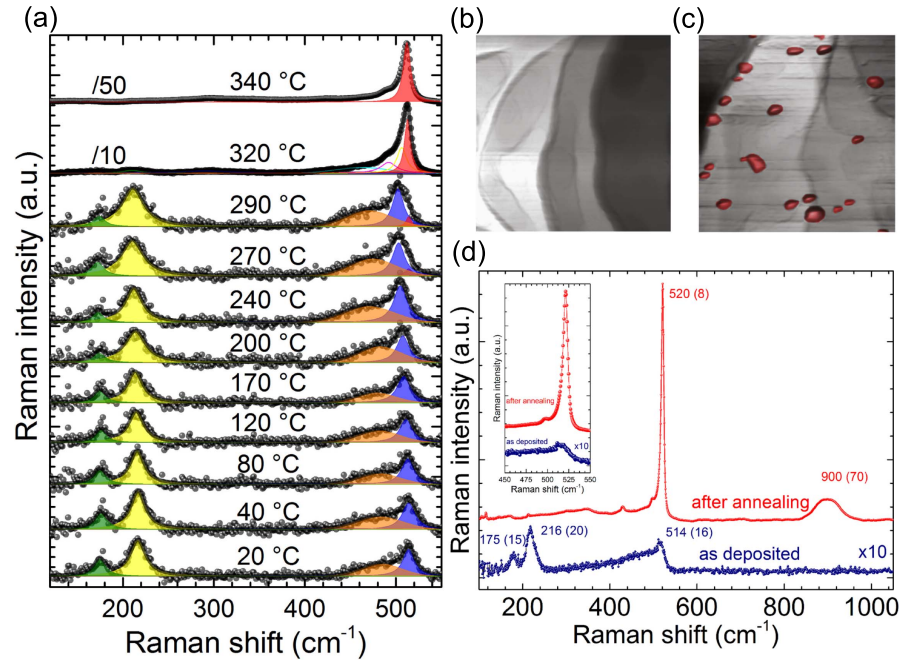 (a)
/50 340 °C
/10 320 °C
290 °C
270 °C
240 °C
200 °C
170 °C
120 °C
80 °C
40 °C
20 °C
200 300 400 500
Raman shift (cm-1)
Raman intensity (a.u.)
(b)
(c)
(d)
520 (8)
900 (70)
after annealing
175 (15) 216 (20) 514 (16)
as deposited x10
200 400 600 800 1000
Raman shift (cm-1)
Raman intensity (a.u.)
after annealing
as deposited x10
450 475 500 525 550
Raman shift (cm-1)
Raman intensity (a.u.)